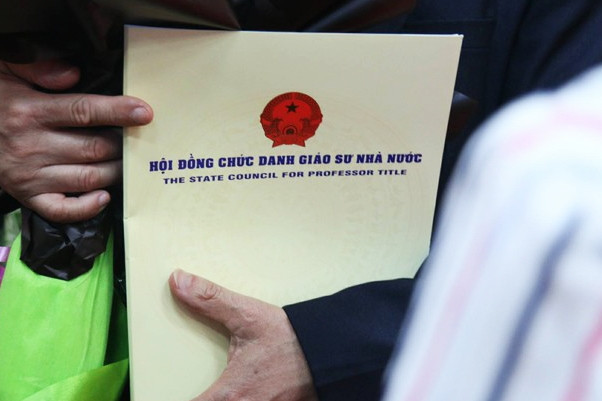 HỘI ĐỒNG CHỨC DANH GIÁO SƯ NHÀ NƯỚC
THE STATE COUNCIL FOR PROFESSOR TITLE